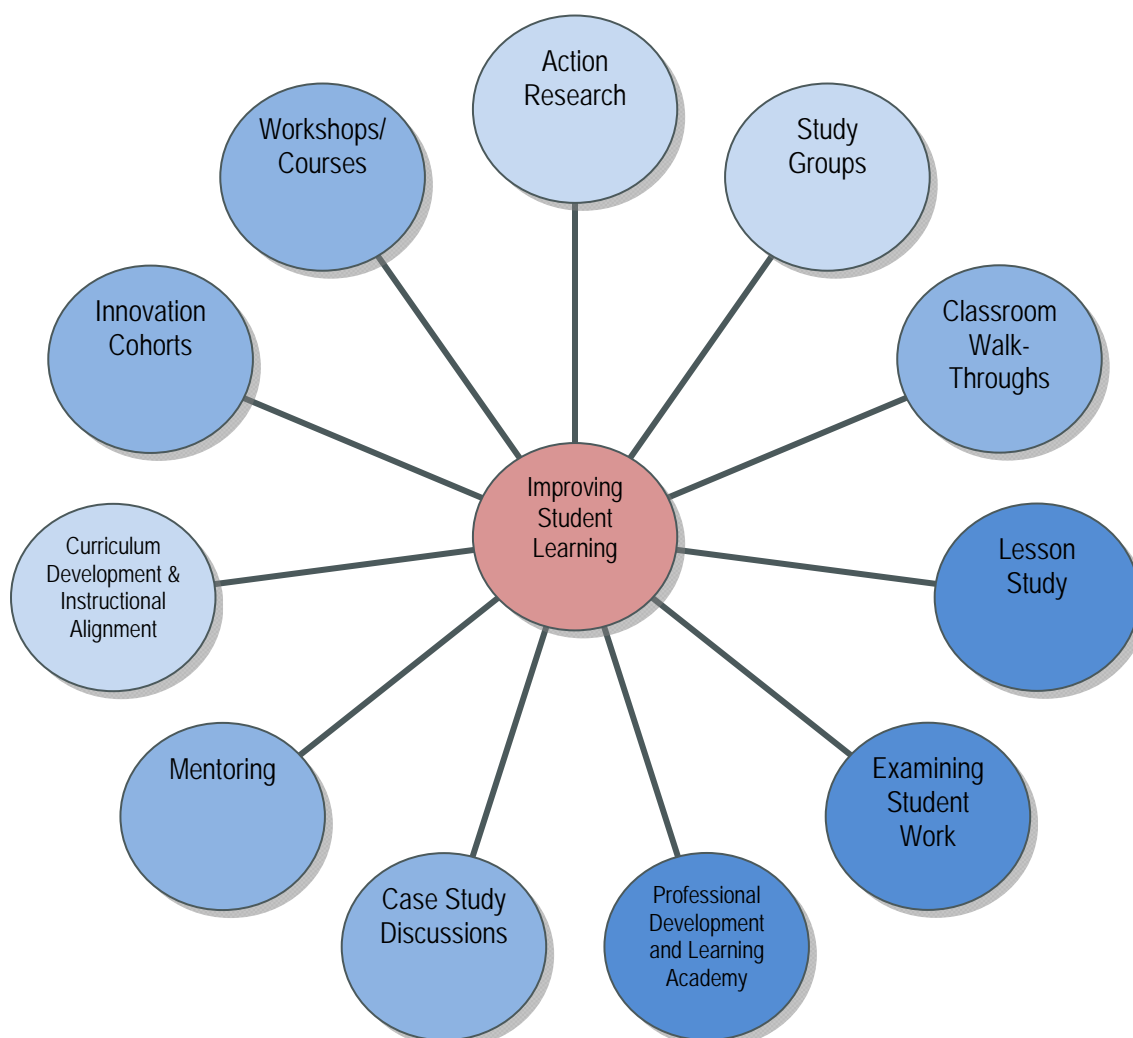 Action
Research
Workshops/
Courses
Study
Groups
Innovation
Cohorts
Classroom
Walk-
Throughs
Improving
Student
Learning
Curriculum
Development &
Instructional
Alignment
Lesson
Study
Mentoring
Examining
Student
Work
Case Study
Discussions
Professional
Development
and Learning
Academy